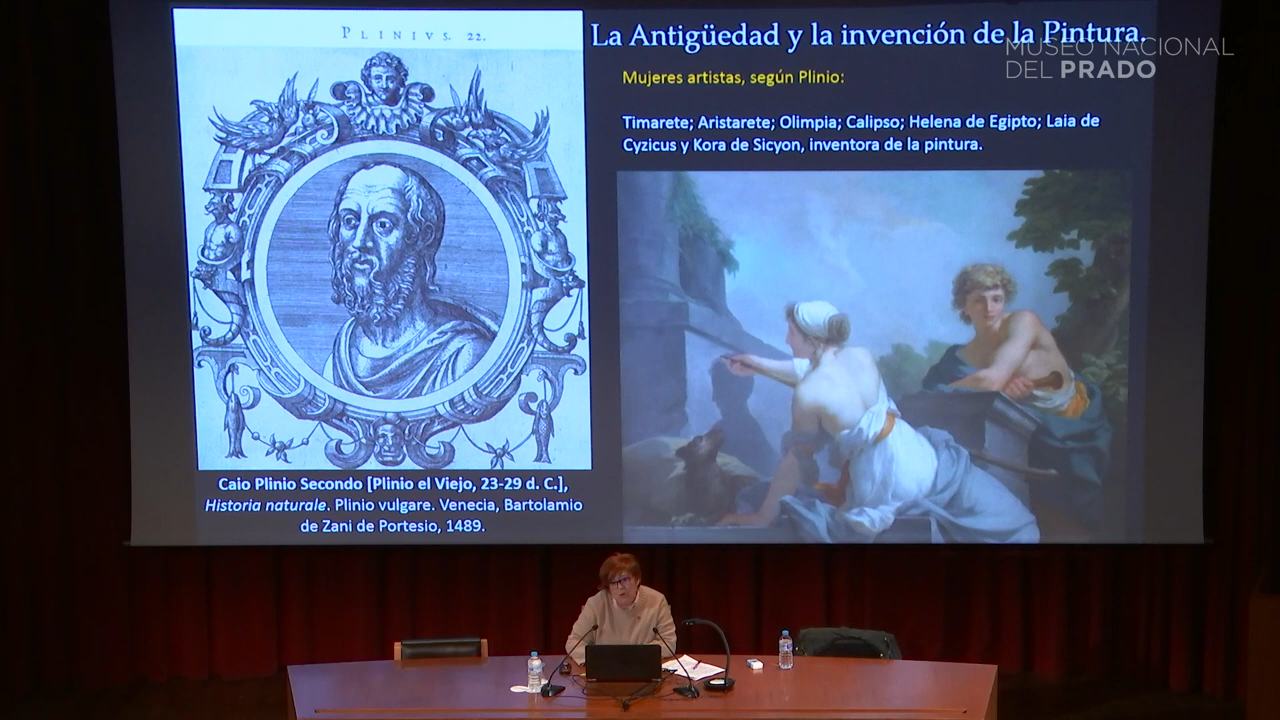 PLINIVS. 22.
La Antigüedad y la invención de la Pintura.
MUSEO NACIONAL
DEL PRADO
Mujeres artistas, según Plinio:
Timarete; Aristarete; Olimpia; Calipso; Helena de Egipto; Laia de
Cyzicus y Kora de Sicyon, inventora de la pintura.
Caio Plinio Secondo [Plinio el Viejo, 23-29 d. C.],
Historia naturale. Plinio vulgare. Venecia, Bartolamio
de Zani de Portesio, 1489.